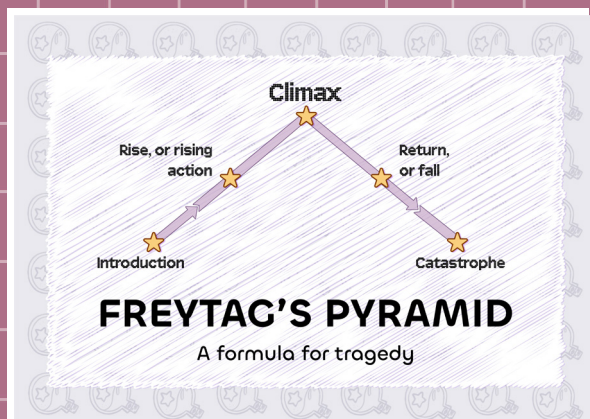 Climax
Rise, or rising
action
Return,
or fall
Introduction
Catastrophe
FREYTAG'S PYRAMID
A formula for tragedy